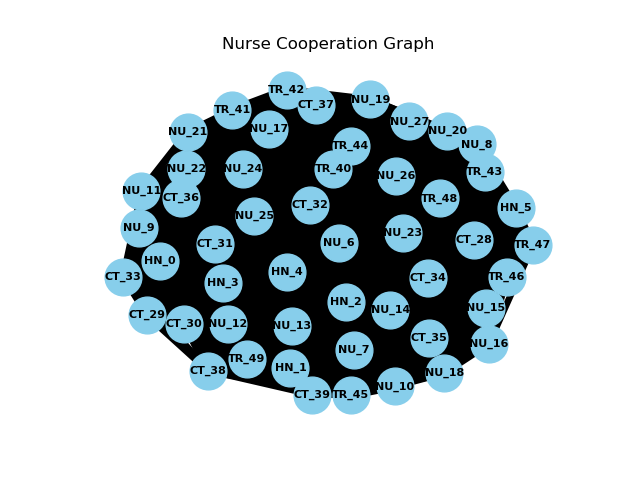 Nurse Cooperation Graph
TR_42
CT_37
NU_19
TR_41
NU_27
NU_17
NU_20
NU_21
NU_8
TR_44
NU_22
NU_24
TR_40
TR_43
NU_26
NU_11
CT_36
TR_48
CT_32
HN_5
NU_25
NU_9
NU_23
CT_28
CT_31
NU_6
TR_47
HN_0
HN_4
CT_33
CT_34
TR_46
HN_3
HN_2
NU_15
NU_14
CT_29
CT_30
NU_12
NU_13
CT_35
NU_16
NU_7
TR_49
HN_1
CT_38
NU_18
NU_10
CT_39
TR_45